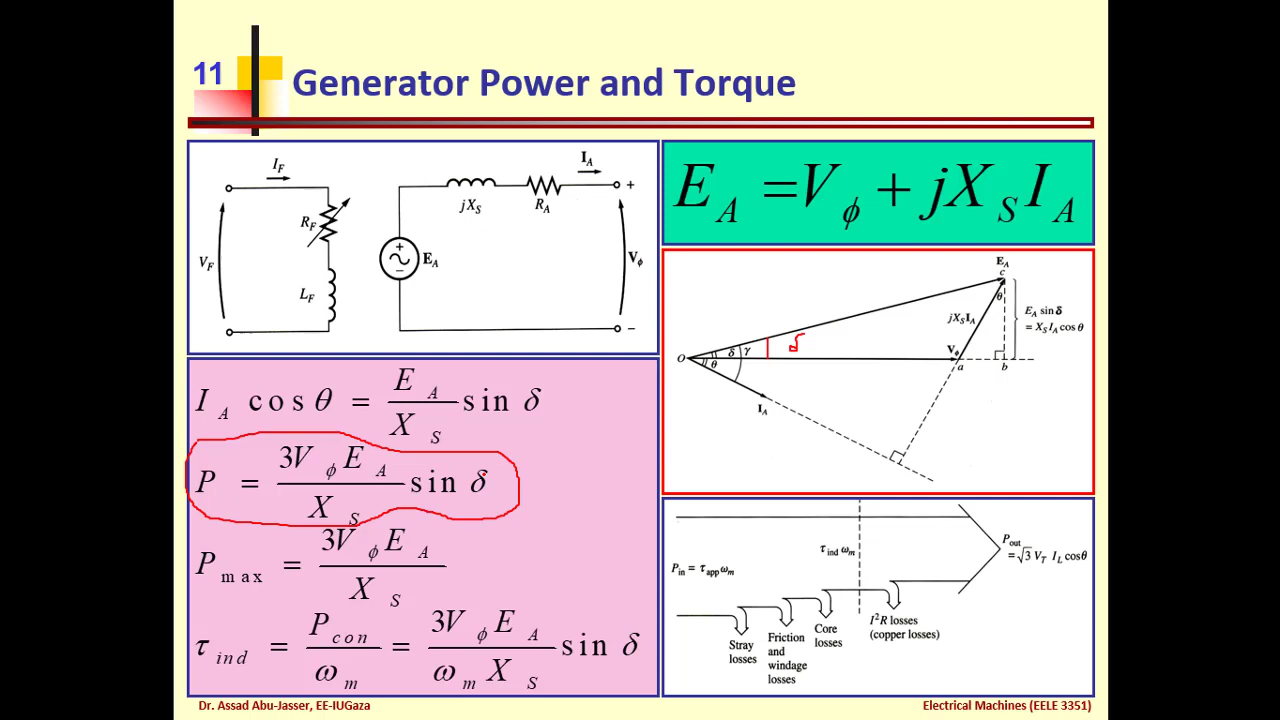 11
Generator Power and Torque
I_F
R_F
V_F
L_F
I_A
jX_S
R_A
+
E_A
−
+
V_ϕ
−
E_A = V_ϕ + jX_S I_A
E_A
c
θ
E_A sin δ
= X_S I_A cos θ
jX_S I_A
V_ϕ
δ
O
δ γ
θ
a
b
I_A
I_A cos θ = E_A / X_S sin δ
P = 3V_ϕ E_A / X_S sin δ
P_max = 3V_ϕ E_A / X_S
τ_ind = P_con / ω_m = 3V_ϕ E_A / ω_m X_S sin δ
τ_ind ω_m
P_out
= √3 V_T I_L cos θ
P_in = τ_app ω_m
Stray
losses
Friction
and
windage
losses
Core
losses
I²R losses
(copper losses)
Dr. Assad Abu-Jasser, EE-IUGaza
Electrical Machines (EELE 3351)